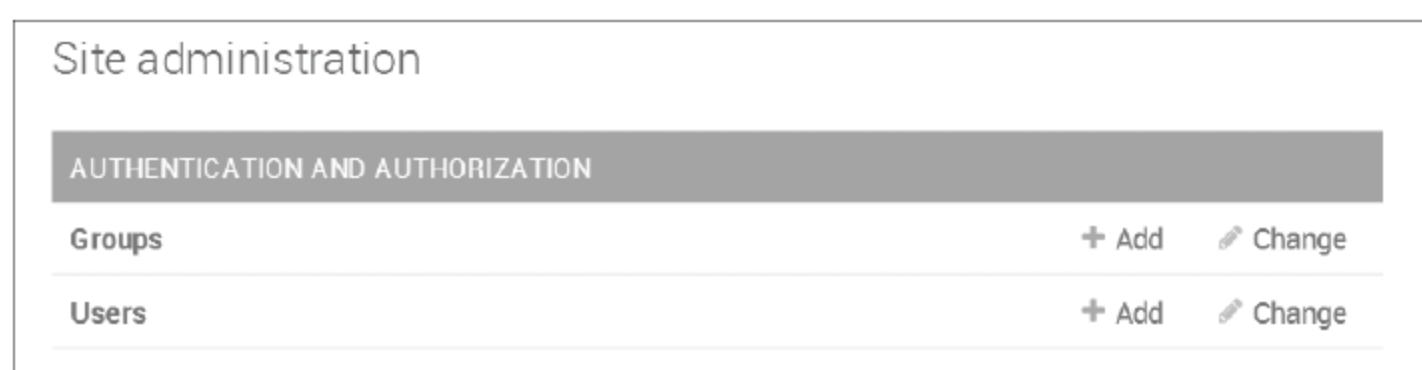 Site administration
AUTHENTICATION AND AUTHORIZATION
Groups Add Change
Users Add Change